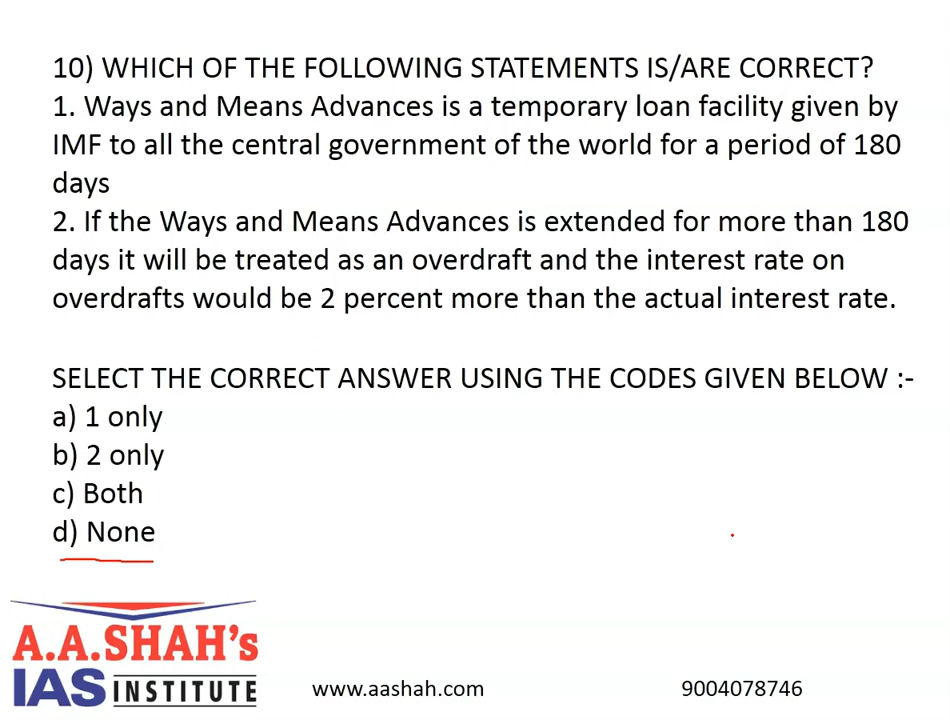 10) WHICH OF THE FOLLOWING STATEMENTS IS/ARE CORRECT?
1. Ways and Means Advances is a temporary loan facility given by
IMF to all the central government of the world for a period of 180
days
2. If the Ways and Means Advances is extended for more than 180
days it will be treated as an overdraft and the interest rate on
overdrafts would be 2 percent more than the actual interest rate.
SELECT THE CORRECT ANSWER USING THE CODES GIVEN BELOW :-
a) 1 only
b) 2 only
c) Both
d) None
A.A.SHAH's
IAS INSTITUTE
www.aashah.com 9004078746